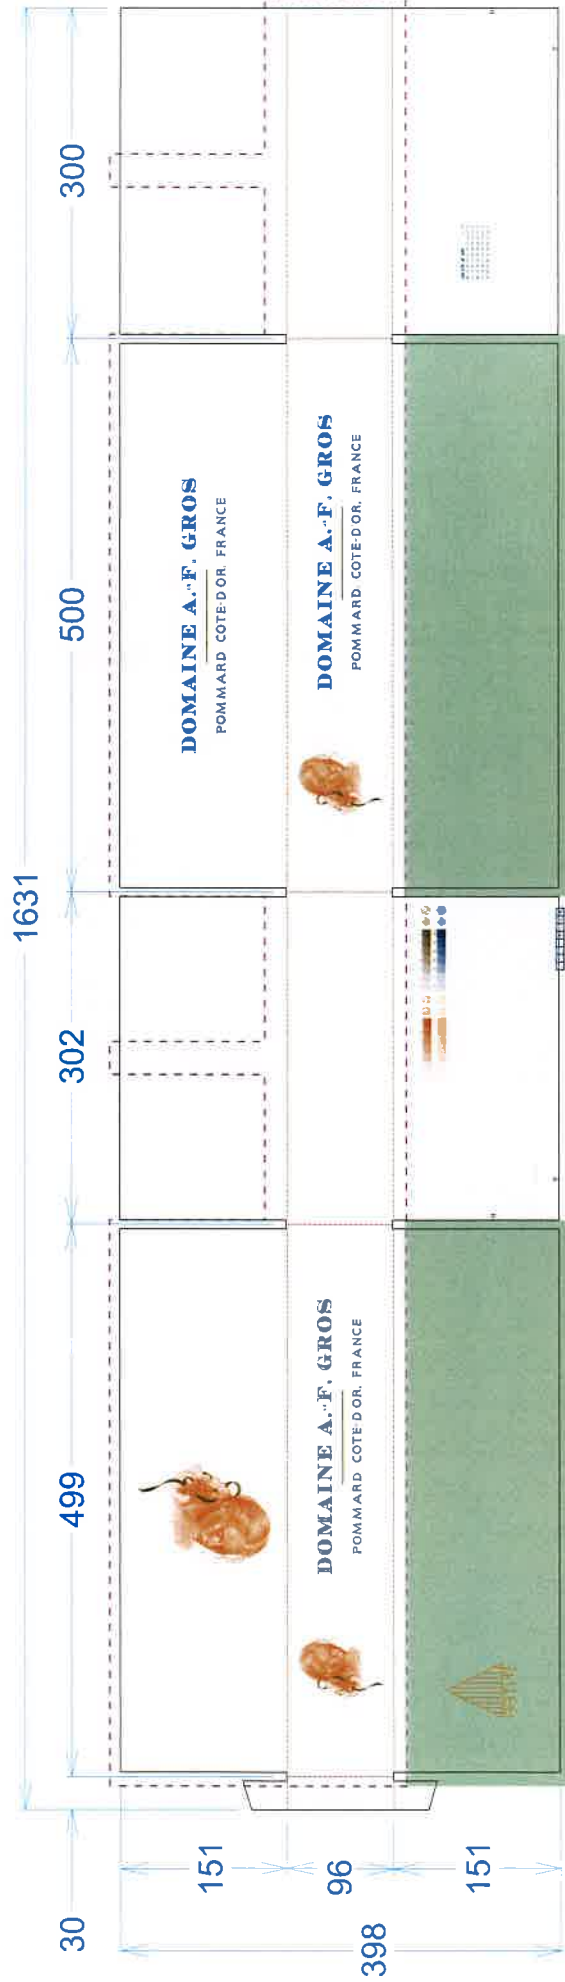 1631
30
499
302
500
300
DOMAINE A.-F. GROS
POMMARD COTE-D'OR. FRANCE
DOMAINE A.-F. GROS
POMMARD COTE-D'OR. FRANCE
DOMAINE A.-F. GROS
POMMARD COTE-D'OR. FRANCE
151
96
151
398